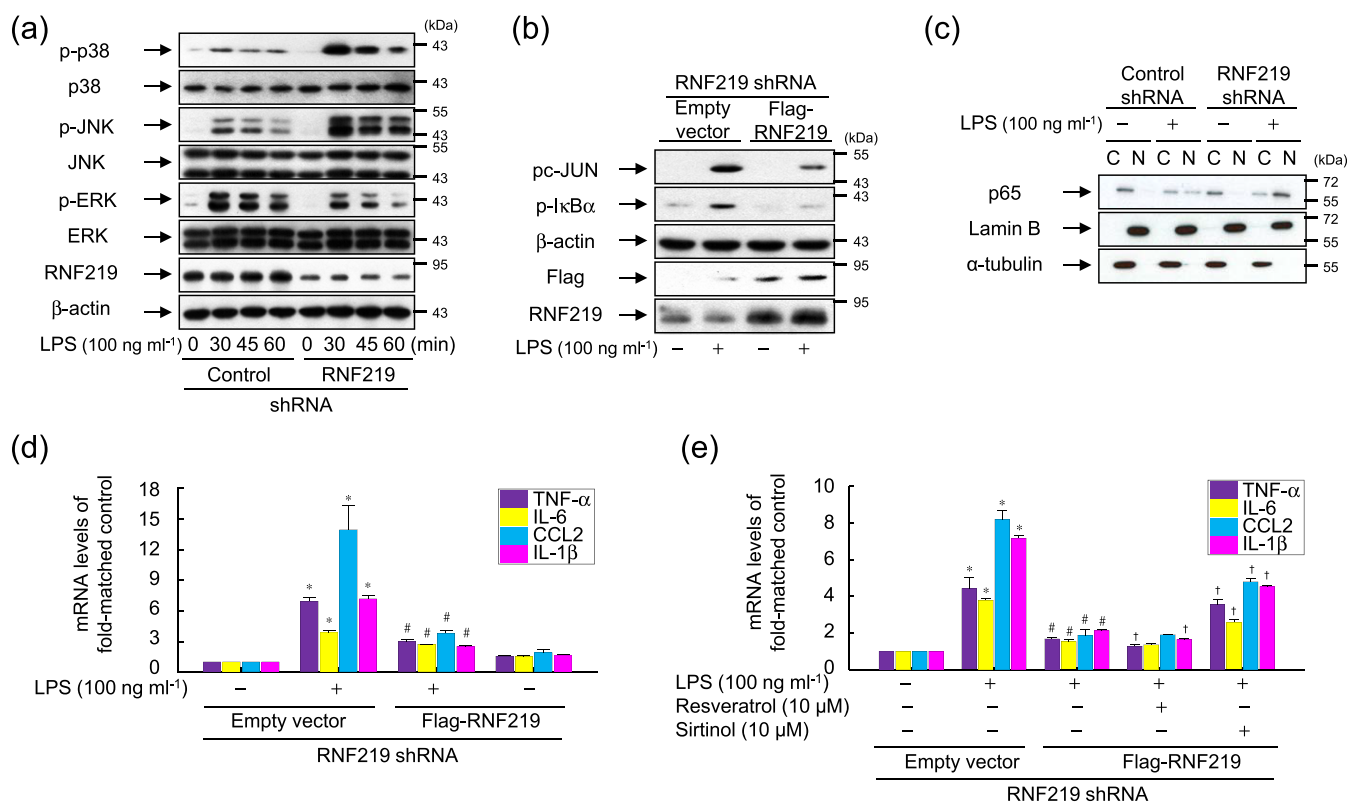 (a)
(kDa)
p-p38
43
p38
43
p-JNK
55
43
JNK
55
43
p-ERK
43
ERK
43
RNF219
95
β-actin
43
LPS (100 ng ml⁻¹) 0 30 45 60 0 30 45 60 (min)
Control RNF219
shRNA
(b)
RNF219 shRNA
Empty vector
Flag-RNF219
(kDa)
pc-JUN
55
43
p-IκBα
43
β-actin
43
Flag
95
RNF219
95
LPS (100 ng ml⁻¹) − + − +
(c)
Control shRNA
RNF219 shRNA
LPS (100 ng ml⁻¹) − + − +
C N C N C N C N
(kDa)
p65
72
55
Lamin B
72
55
α-tubulin
55
(d)
mRNA levels of
fold-matched control
18
15
12
9
6
3
1
0
TNF-α
IL-6
CCL2
IL-1β
* * * *
# # # #
LPS (100 ng ml⁻¹) − + + −
Empty vector Flag-RNF219
RNF219 shRNA
(e)
mRNA levels of
fold-matched control
10
8
6
4
2
1
0
TNF-α
IL-6
CCL2
IL-1β
* * * *
# # # #
† †
† † † †
LPS (100 ng ml⁻¹) − + + + +
Resveratrol (10 μM) − − − + −
Sirtinol (10 μM) − − − − +
Empty vector Flag-RNF219
RNF219 shRNA